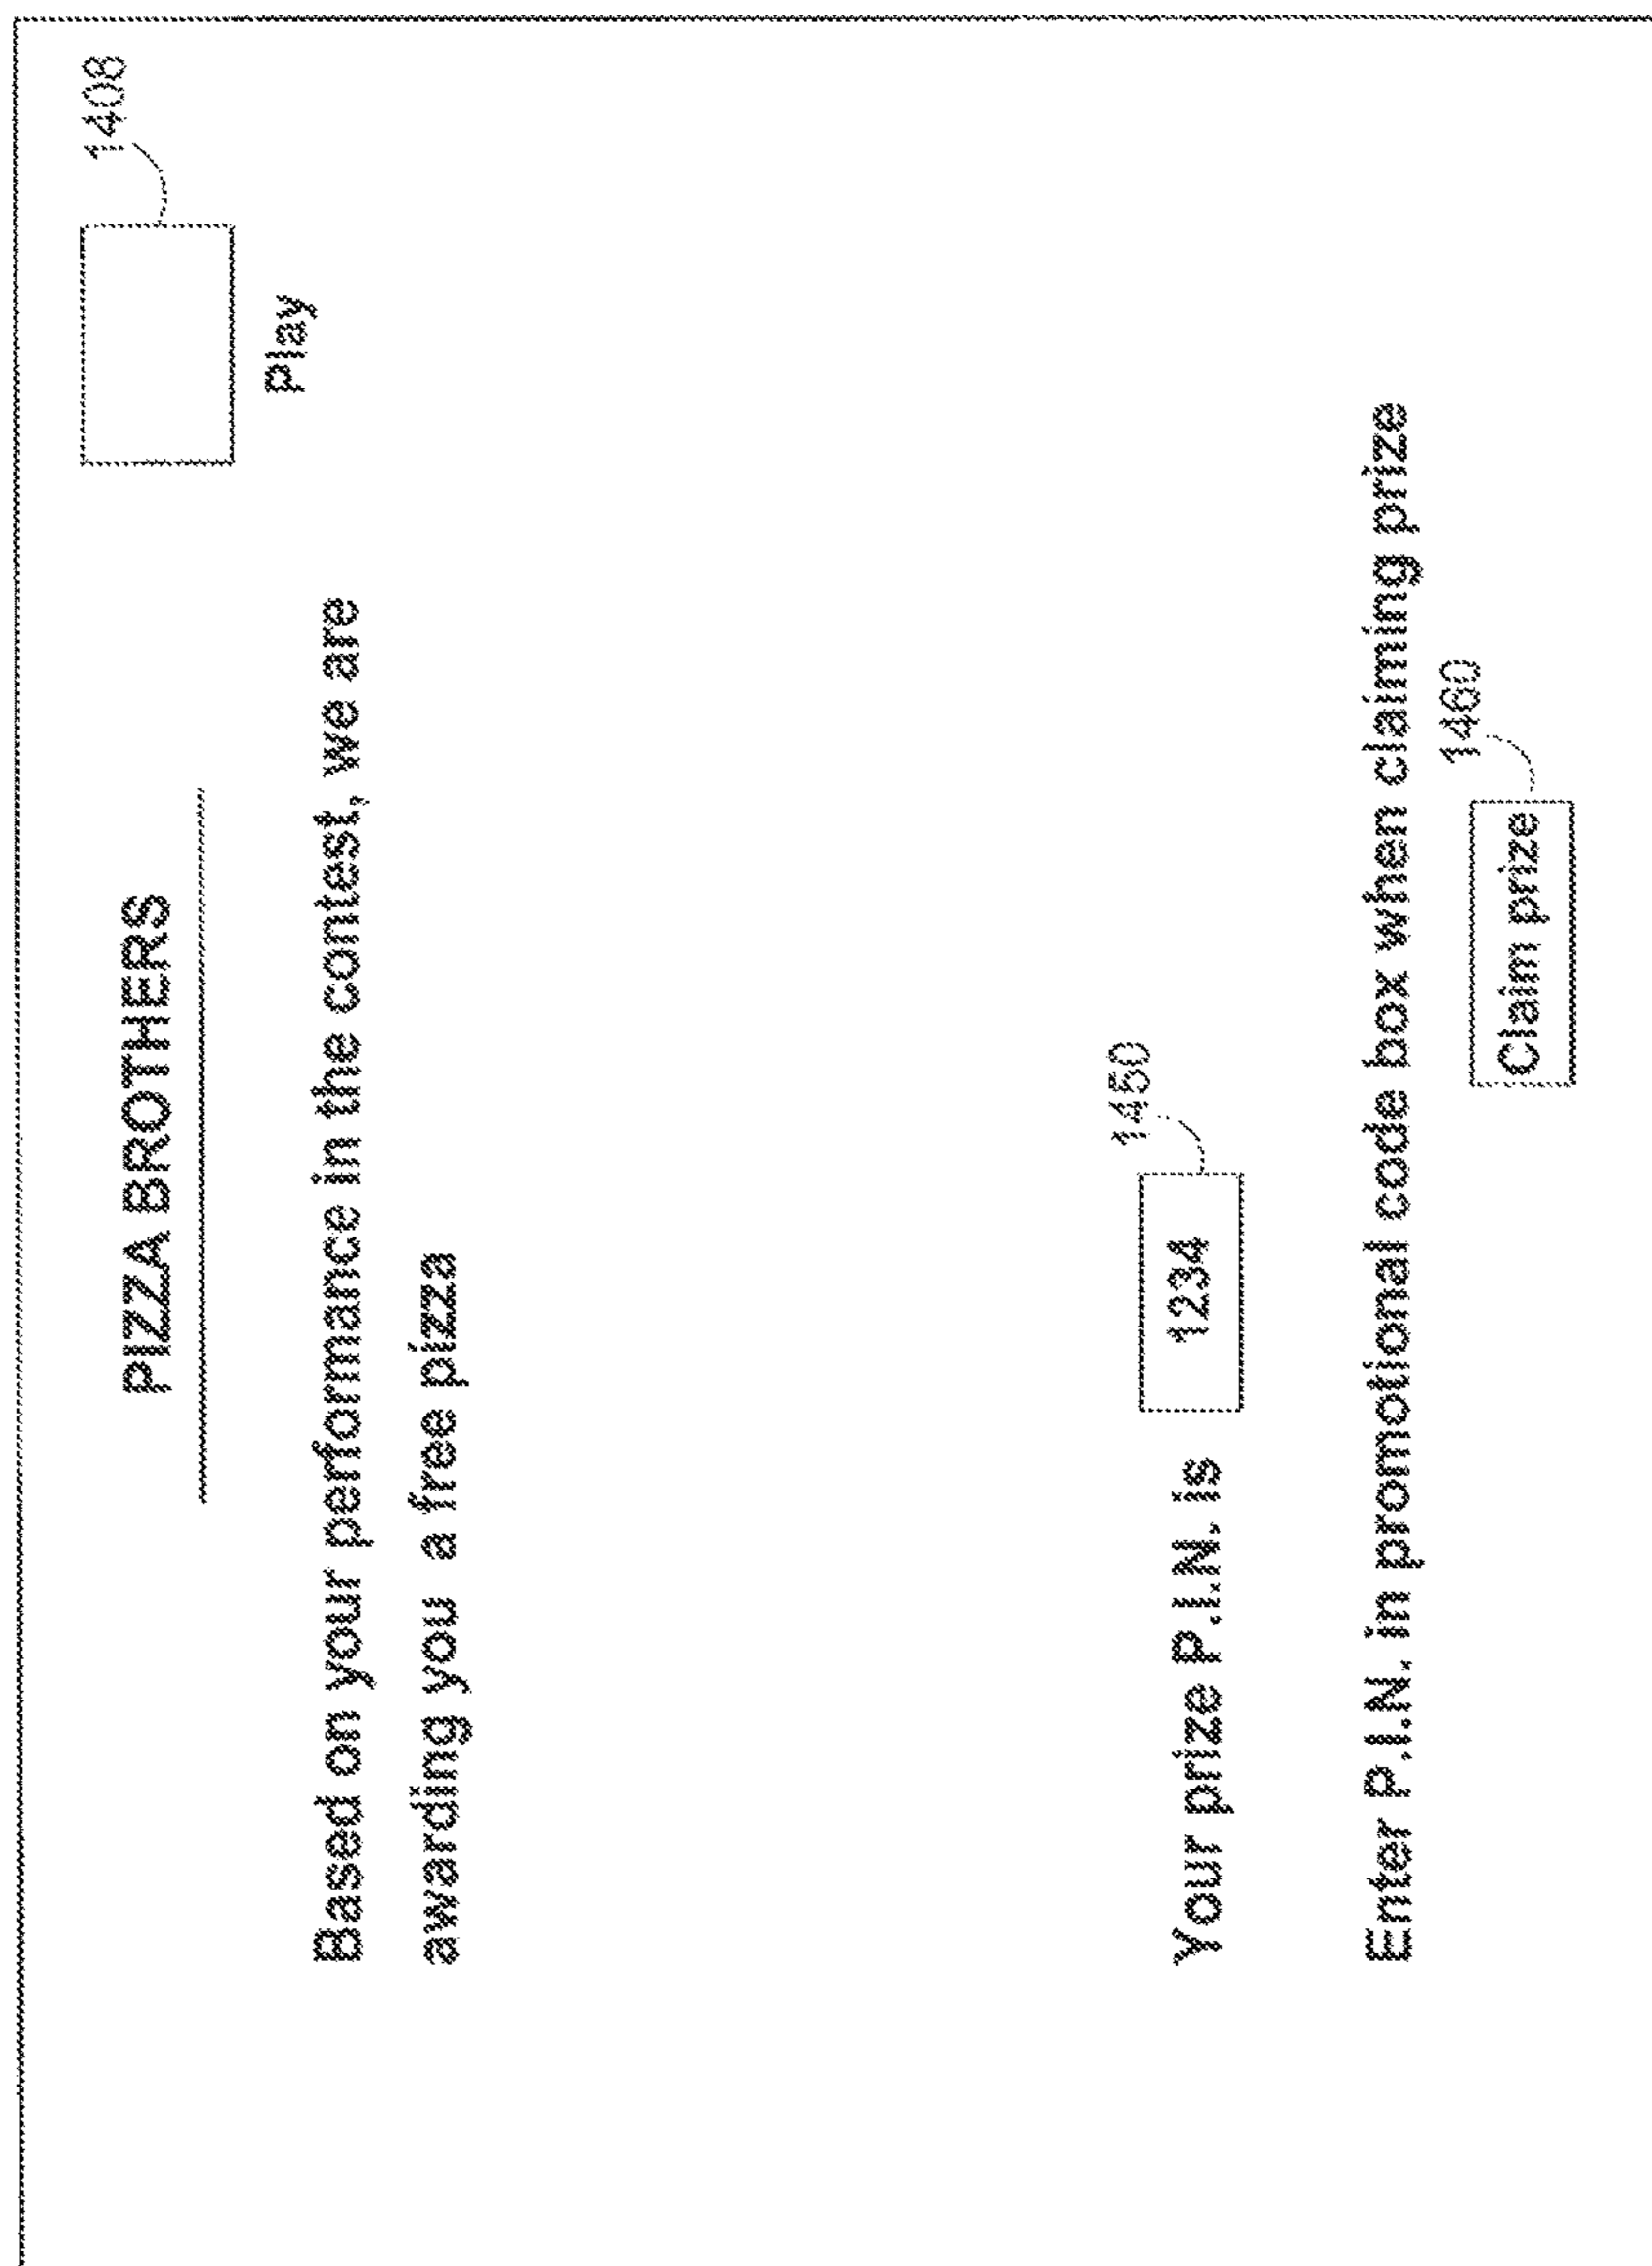 PIZZA BROTHERS
1408
Play
Based on your performance in the contest, we are
awarding you a free pizza
1450
Your prize P.I.N. is 1234
Enter P.I.N. in promotional code box when claiming prize
1460
Claim prize